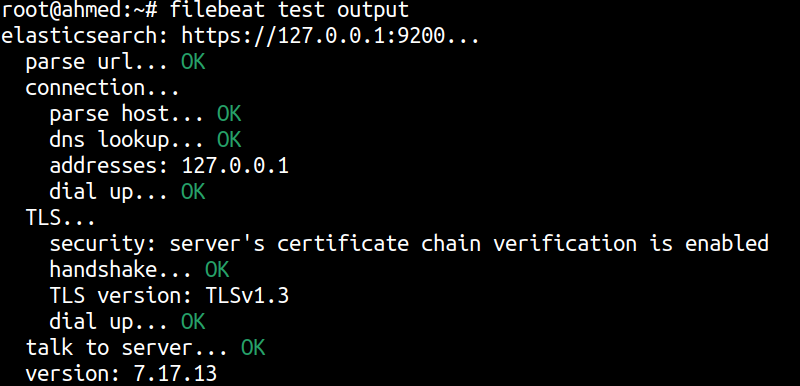 root@ahmed:~# filebeat test output
elasticsearch: https://127.0.0.1:9200...
  parse url... OK
  connection...
    parse host... OK
    dns lookup... OK
    addresses: 127.0.0.1
    dial up... OK
  TLS...
    security: server's certificate chain verification is enabled
    handshake... OK
    TLS version: TLSv1.3
    dial up... OK
  talk to server... OK
  version: 7.17.13